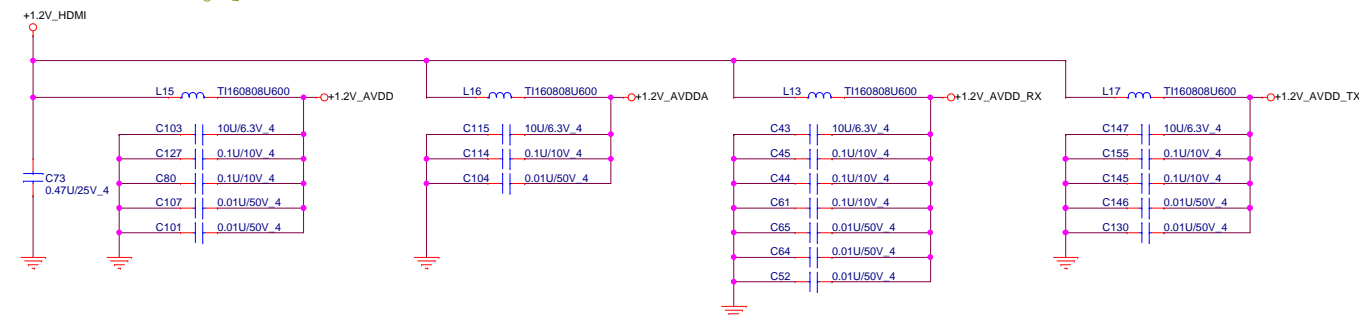 +1.2V_HDMI
L15 TI160808U600 +1.2V_AVDD
L16 TI160808U600 +1.2V_AVDDA
L13 TI160808U600 +1.2V_AVDD_RX
L17 TI160808U600 +1.2V_AVDD_TX
C73
0.47U/25V_4
C103 10U/6.3V_4
C127 0.1U/10V_4
C80 0.1U/10V_4
C107 0.01U/50V_4
C101 0.01U/50V_4
C115 10U/6.3V_4
C114 0.1U/10V_4
C104 0.01U/50V_4
C43 10U/6.3V_4
C45 0.1U/10V_4
C44 0.1U/10V_4
C61 0.1U/10V_4
C65 0.01U/50V_4
C64 0.01U/50V_4
C52 0.01U/50V_4
C147 10U/6.3V_4
C155 0.1U/10V_4
C145 0.1U/10V_4
C146 0.01U/50V_4
C130 0.01U/50V_4